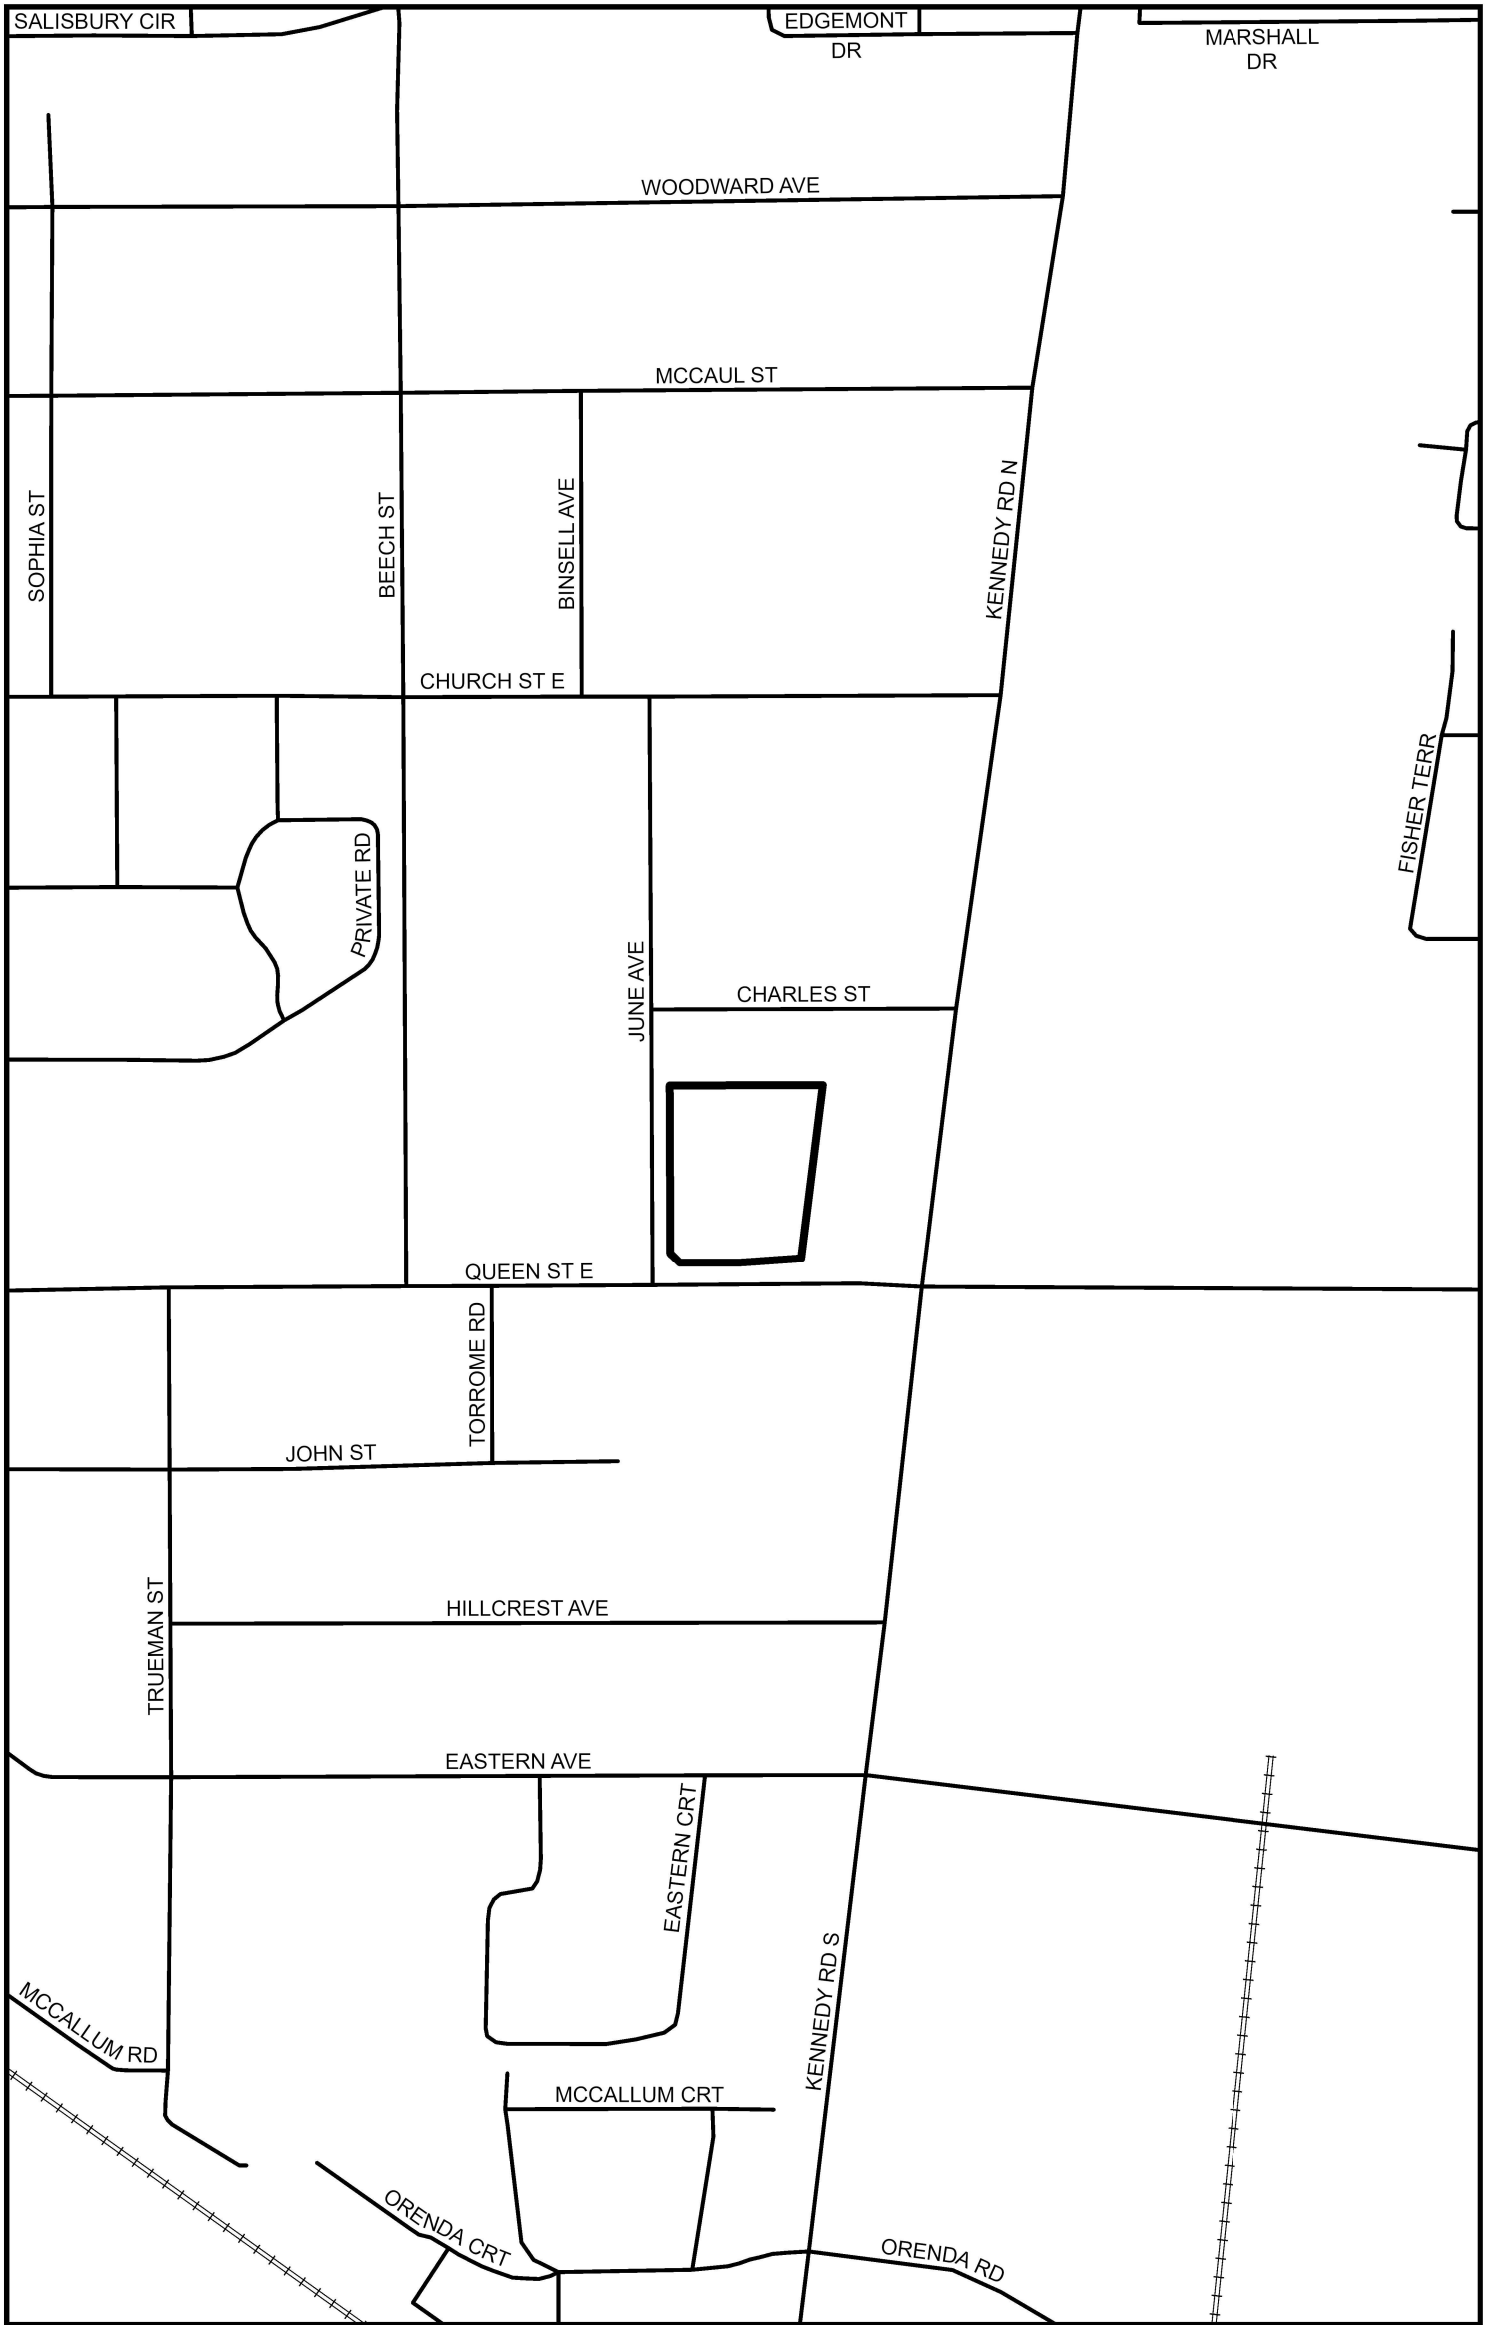 SALISBURY CIR
EDGEMONT
DR
MARSHALL
DR
WOODWARD AVE
MCCAUL ST
SOPHIA ST
BEECH ST
BINSELL AVE
KENNEDY RD N
CHURCH ST E
FISHER TERR
PRIVATE RD
JUNE AVE
CHARLES ST
QUEEN ST E
TORROME RD
JOHN ST
TRUEMAN ST
HILLCREST AVE
EASTERN AVE
EASTERN CRT
KENNEDY RD S
MCCALLUM RD
MCCALLUM CRT
ORENDA CRT
ORENDA RD